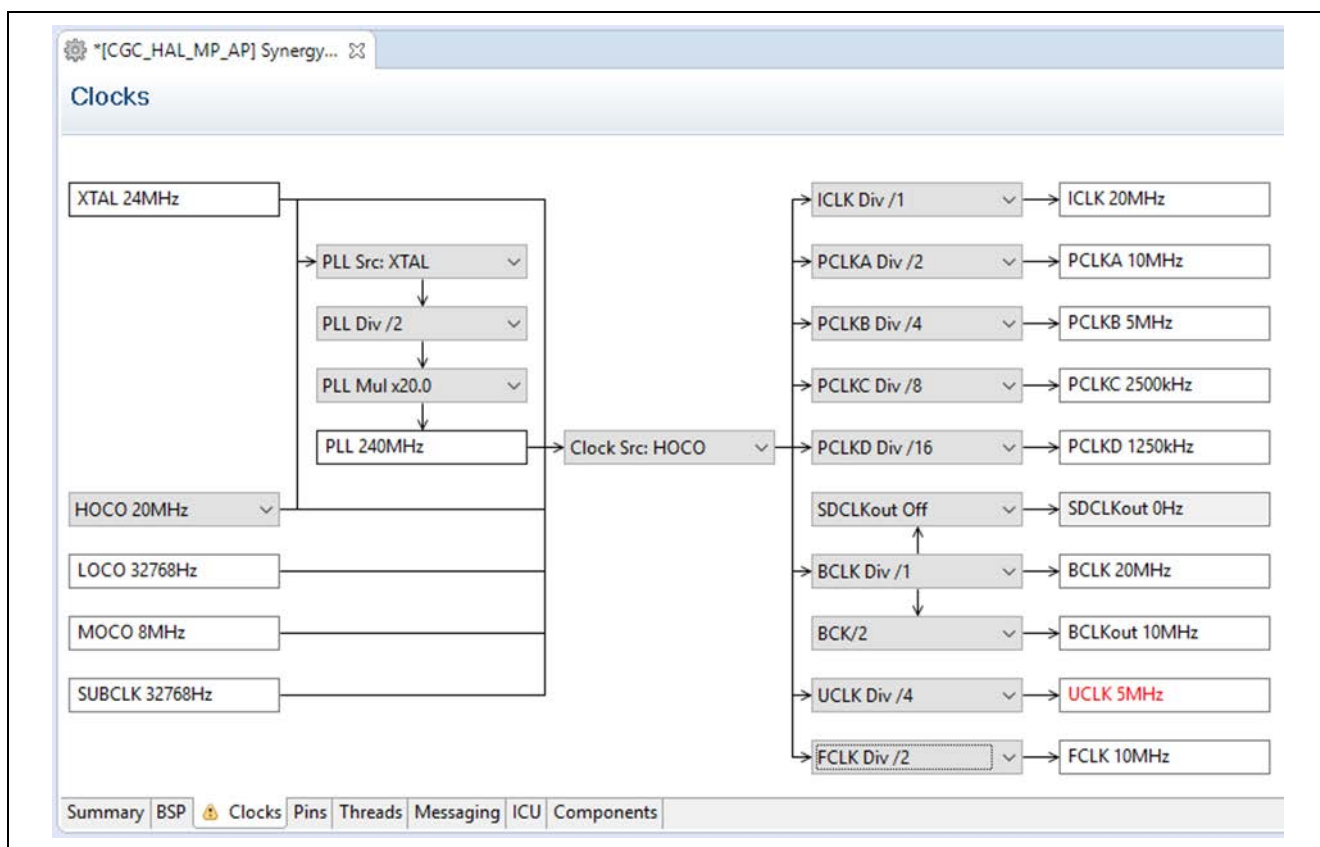 *[CGC_HAL_MP_AP] Synergy...
Clocks
XTAL 24MHz
PLL Src: XTAL
PLL Div /2
PLL Mul x20.0
PLL 240MHz
HOCO 20MHz
LOCO 32768Hz
MOCO 8MHz
SUBCLK 32768Hz
Clock Src: HOCO
ICLK Div /1
ICLK 20MHz
PCLKA Div /2
PCLKA 10MHz
PCLKB Div /4
PCLKB 5MHz
PCLKC Div /8
PCLKC 2500kHz
PCLKD Div /16
PCLKD 1250kHz
SDCLKout Off
SDCLKout 0Hz
BCLK Div /1
BCLK 20MHz
BCK/2
BCLKout 10MHz
UCLK Div /4
UCLK 5MHz
FCLK Div /2
FCLK 10MHz
Summary BSP Clocks Pins Threads Messaging ICU Components